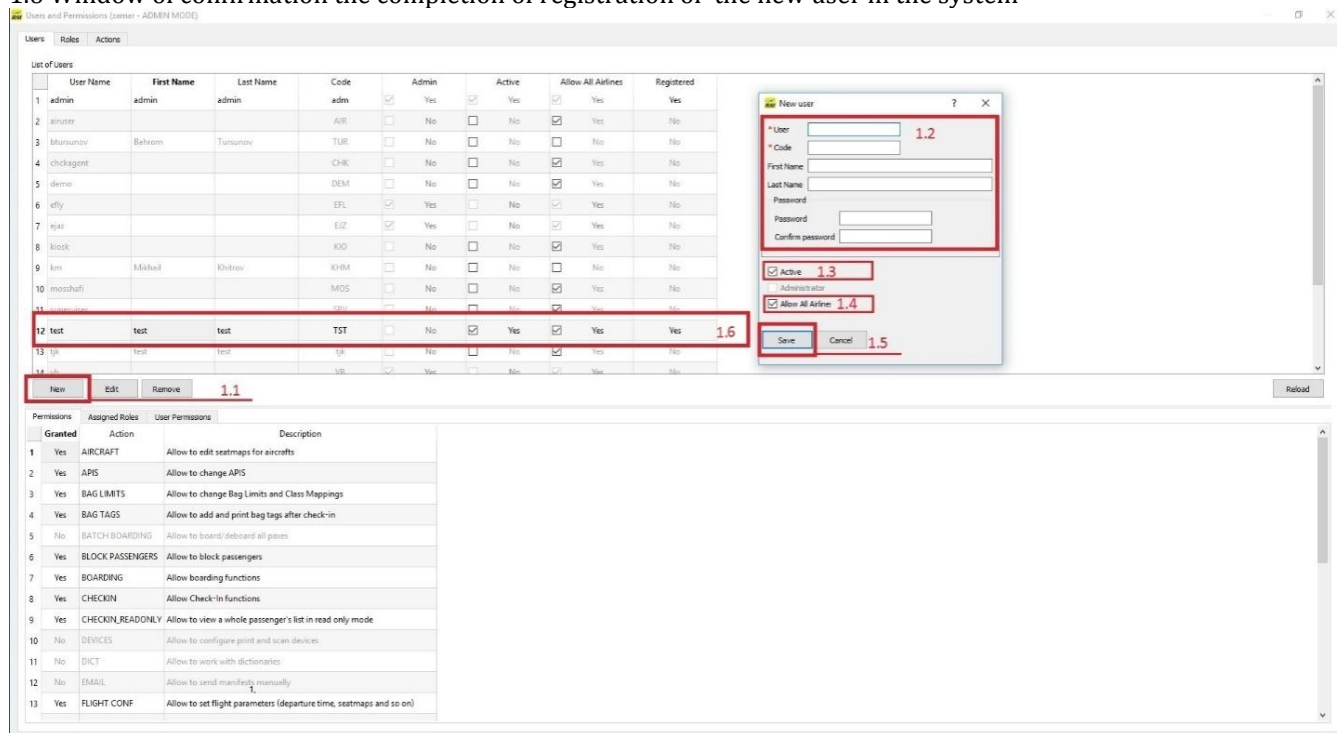 1.6 Window of confirmation the completion of registration of the new user in the system
Users and Permissions (zamar - ADMIN MODE)
Users Roles Actions
List of Users
User Name First Name Last Name Code Admin Active Allow All Airlines Registered
1 admin admin admin adm Yes Yes Yes Yes
2 airuser AIR No No Yes No
3 btursunov Bahrom Tursunov TUR No No No No
4 chckagent CHK No No Yes No
5 demo DEM No No Yes No
6 efly EFL Yes No Yes No
7 ejaz EJZ Yes No Yes No
8 kiosk KIO No No Yes No
9 km Mikhail Khitrov KHM No No No No
10 mosshafi MOS No No Yes No
11 supervisor SPV No No Yes No
12 test test test TST No Yes Yes Yes 1.6
13 tjk test test tjk No No Yes No
14 VR Yes No Yes No
New Edit Remove 1.1 Reload
New user ? X
* User 1.2
* Code
First Name
Last Name
Password
Password
Confirm password
Active 1.3
Administrator
Allow All Airline 1.4
Save Cancel 1.5
Permissions Assigned Roles User Permissions
Granted Action Description
1 Yes AIRCRAFT Allow to edit seatmaps for aircrafts
2 Yes APIS Allow to change APIS
3 Yes BAG LIMITS Allow to change Bag Limits and Class Mappings
4 Yes BAG TAGS Allow to add and print bag tags after check-in
5 No BATCH BOARDING Allow to board/deboard all paxes
6 Yes BLOCK PASSENGERS Allow to block passengers
7 Yes BOARDING Allow boarding functions
8 Yes CHECKIN Allow Check-In functions
9 Yes CHECKIN_READONLY Allow to view a whole passenger's list in read only mode
10 No DEVICES Allow to configure print and scan devices
11 No DICT Allow to work with dictionaries
12 No EMAIL Allow to send manifests manually
1,
13 Yes FLIGHT CONF Allow to set flight parameters (departure time, seatmaps and so on)